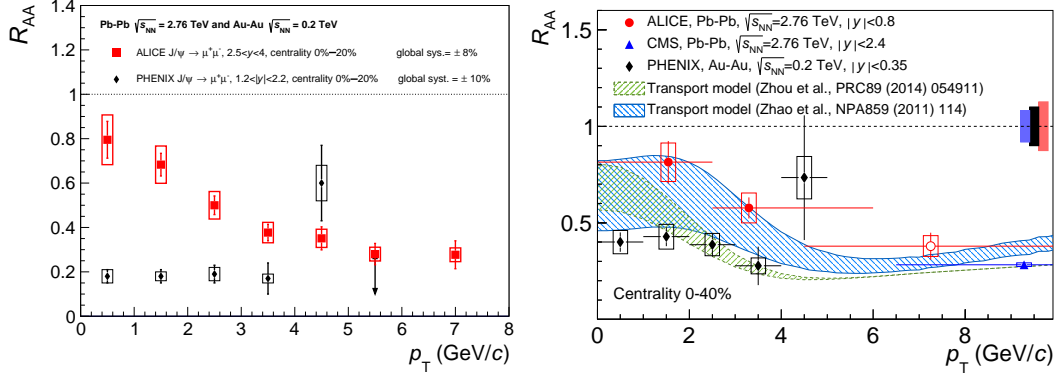 Pb-Pb √s_NN = 2.76 TeV and Au-Au √s_NN = 0.2 TeV
ALICE J/ψ → μ⁺μ⁻, 2.5<y<4, centrality 0%–20% global sys.= ± 8%
PHENIX J/ψ → μ⁺μ⁻, 1.2<|y|<2.2, centrality 0%–20% global syst.= ± 10%
R_AA
1.4
1.2
1
0.8
0.6
0.4
0.2
0
0 1 2 3 4 5 6 7 8
p_T (GeV/c)
ALICE, Pb-Pb, √s_NN=2.76 TeV, |y|<0.8
CMS, Pb-Pb, √s_NN=2.76 TeV, |y|<2.4
PHENIX, Au-Au, √s_NN=0.2 TeV, |y|<0.35
Transport model (Zhou et al., PRC89 (2014) 054911)
Transport model (Zhao et al., NPA859 (2011) 114)
R_AA
1
0.5
Centrality 0-40%
0 2 4 6 8
p_T (GeV/c)